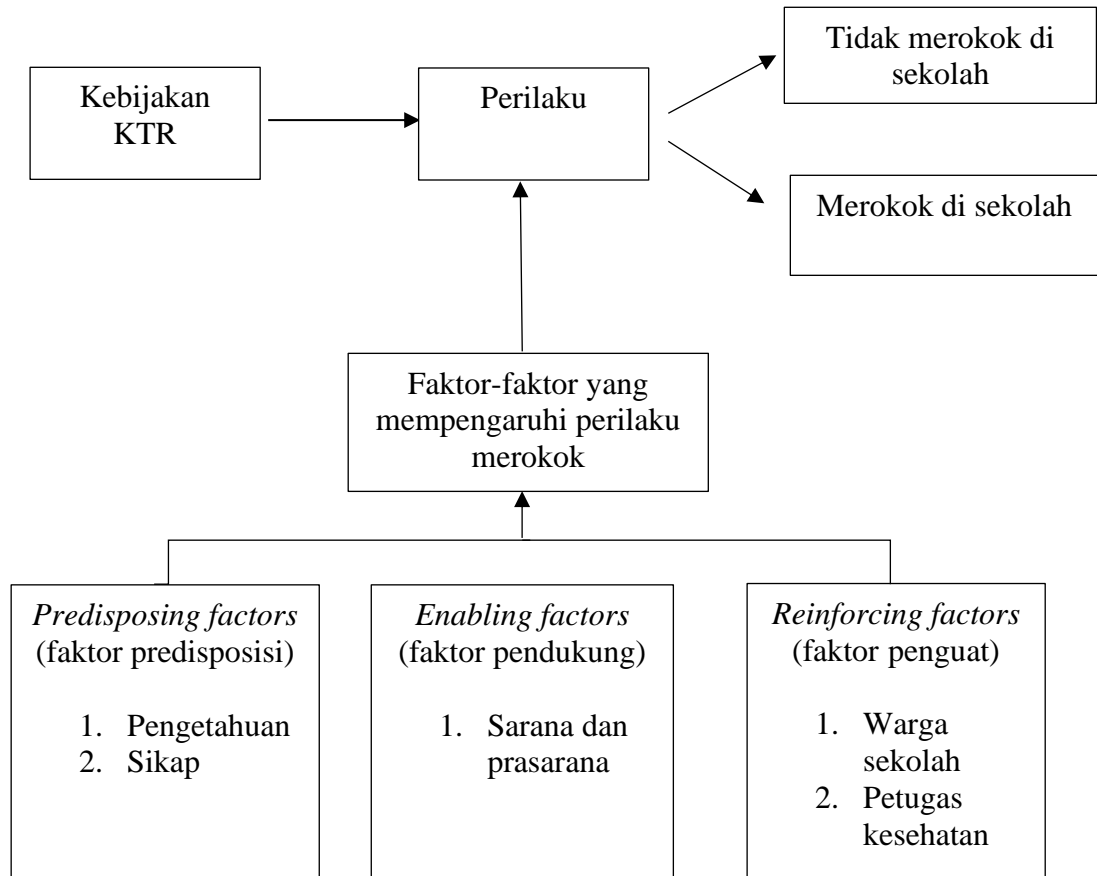 Kebijakan
KTR
Perilaku
Tidak merokok di
sekolah
Merokok di sekolah
Faktor-faktor yang
mempengaruhi perilaku
merokok
Predisposing factors
(faktor predisposisi)
1. Pengetahuan
2. Sikap
Enabling factors
(faktor pendukung)
1. Sarana dan
prasarana
Reinforcing factors
(faktor penguat)
1. Warga
sekolah
2. Petugas
kesehatan